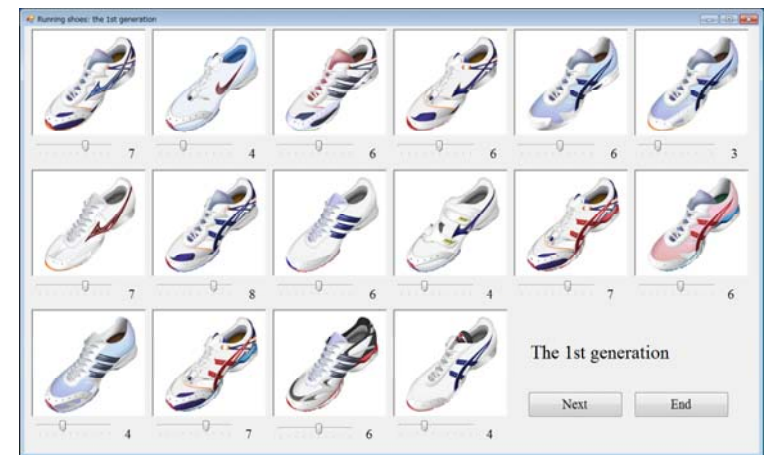 Running shoes: the 1st generation
7 4 6 6 6 3
7 8 6 4 7 6
The 1st generation
Next End
4 7 6 4